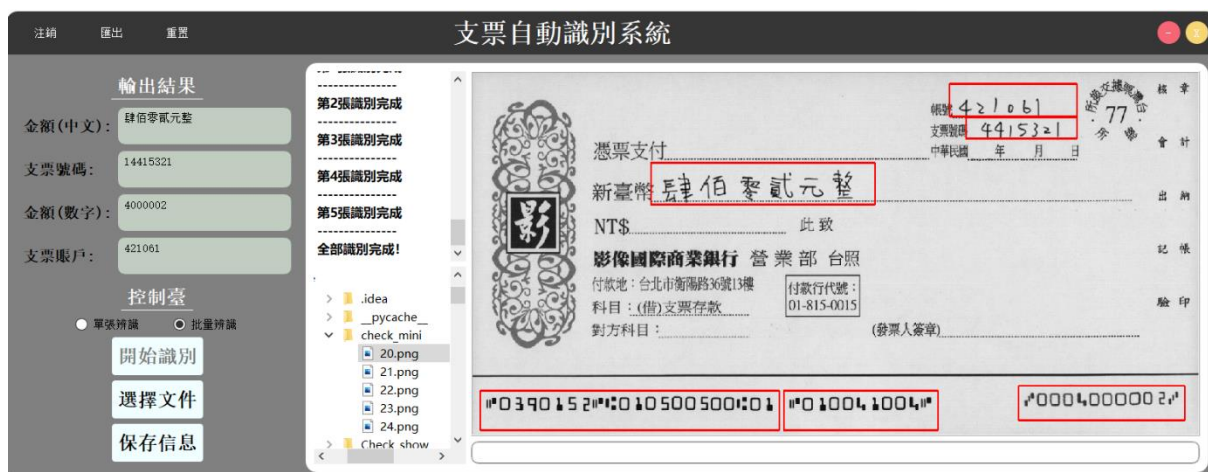 支票自動識別系統
注銷 匯出 重置
- X
輸出結果
金額(中文): 肆佰零貳元整
支票號碼: 14415321
金額(數字): 4000002
支票賬戶: 421061
控制臺
單張辨識 批量辨識
開始識別
選擇文件
保存信息
---------------
第2張識別完成
---------------
第3張識別完成
---------------
第4張識別完成
---------------
第5張識別完成
---------------
全部識別完成!
.idea
__pycache__
check_mini
20.png
21.png
22.png
23.png
24.png
Check show
帳號 421061
支票號碼 4415321
中華民國 年 月 日
77
憑票支付
新臺幣 肆佰零貳元整
NT$ 此致
影
影像國際商業銀行 營業部 台照
付款地：台北市衡陽路36號13樓
科目：(借)支票存款
對方科目：
付款行代號：
01-815-0015
(發票人簽章)
核章
會計
出納
記帳
驗印
⑈0390152⑈⑆010500500⑆01 ⑈010041004⑈ ⑇0004000002⑇